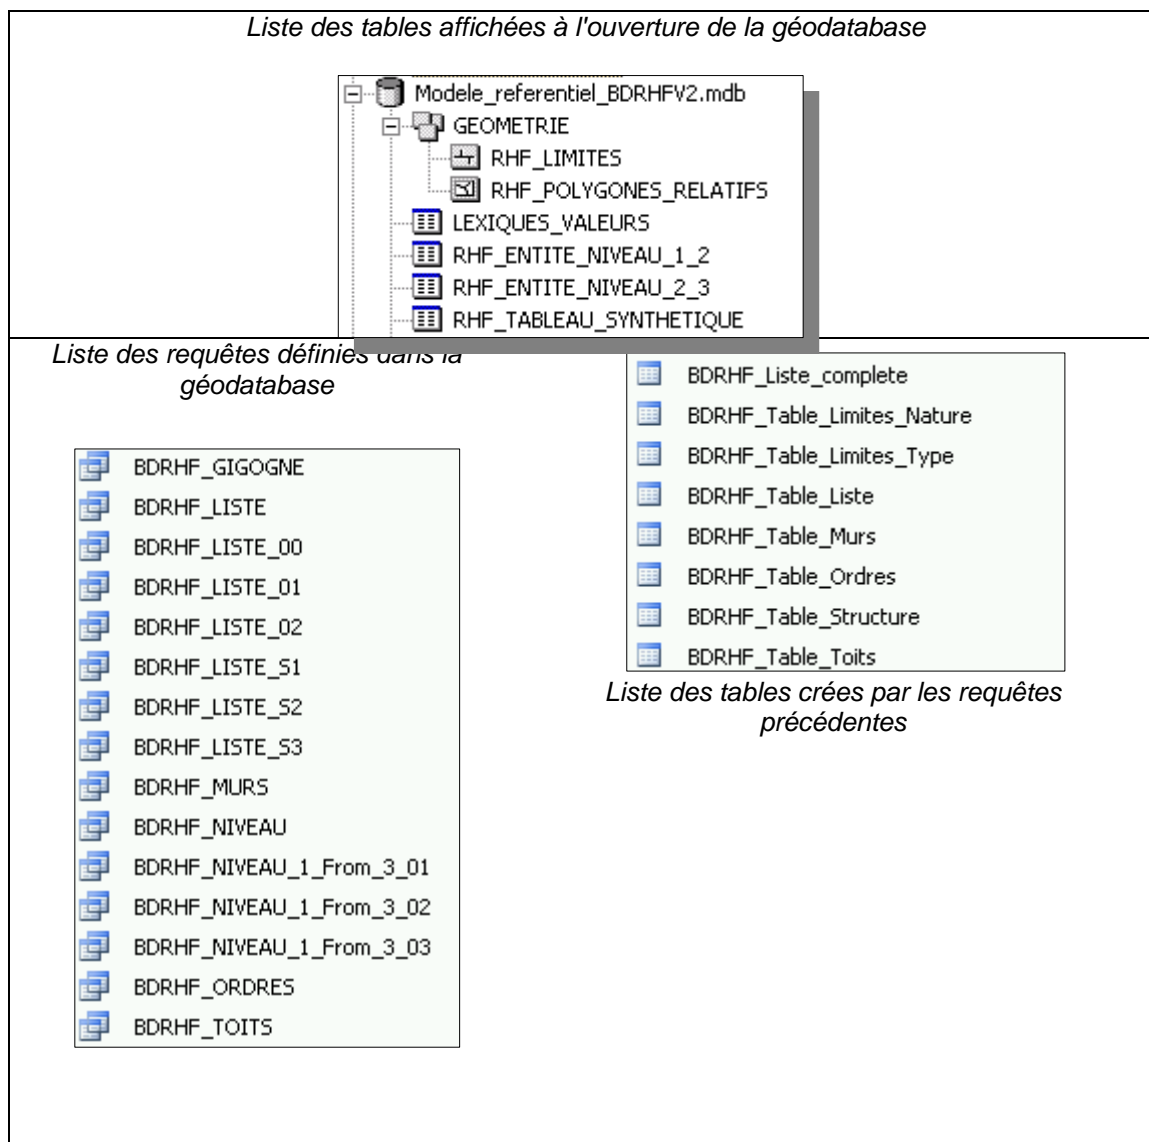 Liste des tables affichées à l'ouverture de la géodatabase
Modele_referentiel_BDRHFV2.mdb
GEOMETRIE
RHF_LIMITES
RHF_POLYGONES_RELATIFS
LEXIQUES_VALEURS
RHF_ENTITE_NIVEAU_1_2
RHF_ENTITE_NIVEAU_2_3
RHF_TABLEAU_SYNTHETIQUE
Liste des requêtes définies dans la
géodatabase
BDRHF_GIGOGNE
BDRHF_LISTE
BDRHF_LISTE_00
BDRHF_LISTE_01
BDRHF_LISTE_02
BDRHF_LISTE_S1
BDRHF_LISTE_S2
BDRHF_LISTE_S3
BDRHF_MURS
BDRHF_NIVEAU
BDRHF_NIVEAU_1_From_3_01
BDRHF_NIVEAU_1_From_3_02
BDRHF_NIVEAU_1_From_3_03
BDRHF_ORDRES
BDRHF_TOITS
BDRHF_Liste_complete
BDRHF_Table_Limites_Nature
BDRHF_Table_Limites_Type
BDRHF_Table_Liste
BDRHF_Table_Murs
BDRHF_Table_Ordres
BDRHF_Table_Structure
BDRHF_Table_Toits
Liste des tables crées par les requêtes
précédentes